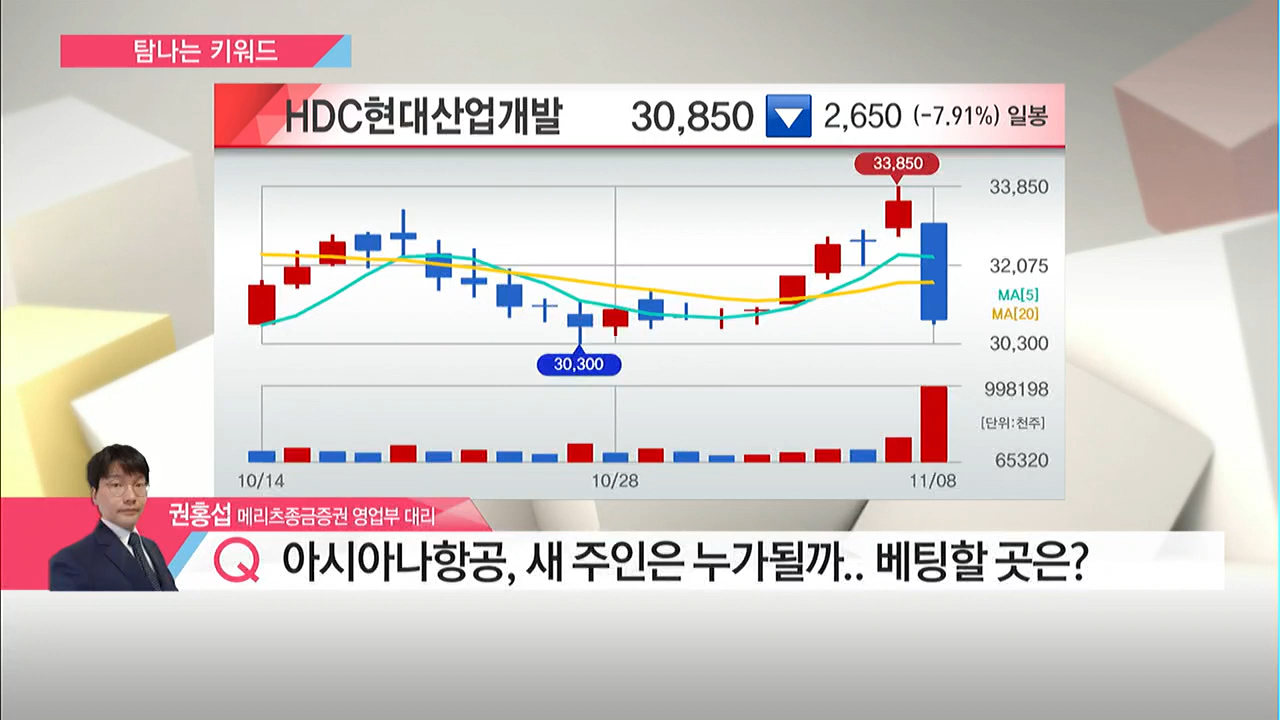 탐나는 키워드
HDC현대산업개발 30,850 ▼ 2,650 (-7.91%) 일봉
33,850
33,850
32,075
MA[5]
MA[20]
30,300
30,300
998198
[단위:천주]
65320
10/14 10/28 11/08
권홍섭 메리츠종금증권 영업부 대리
Q 아시아나항공, 새 주인은 누가될까.. 베팅할 곳은?